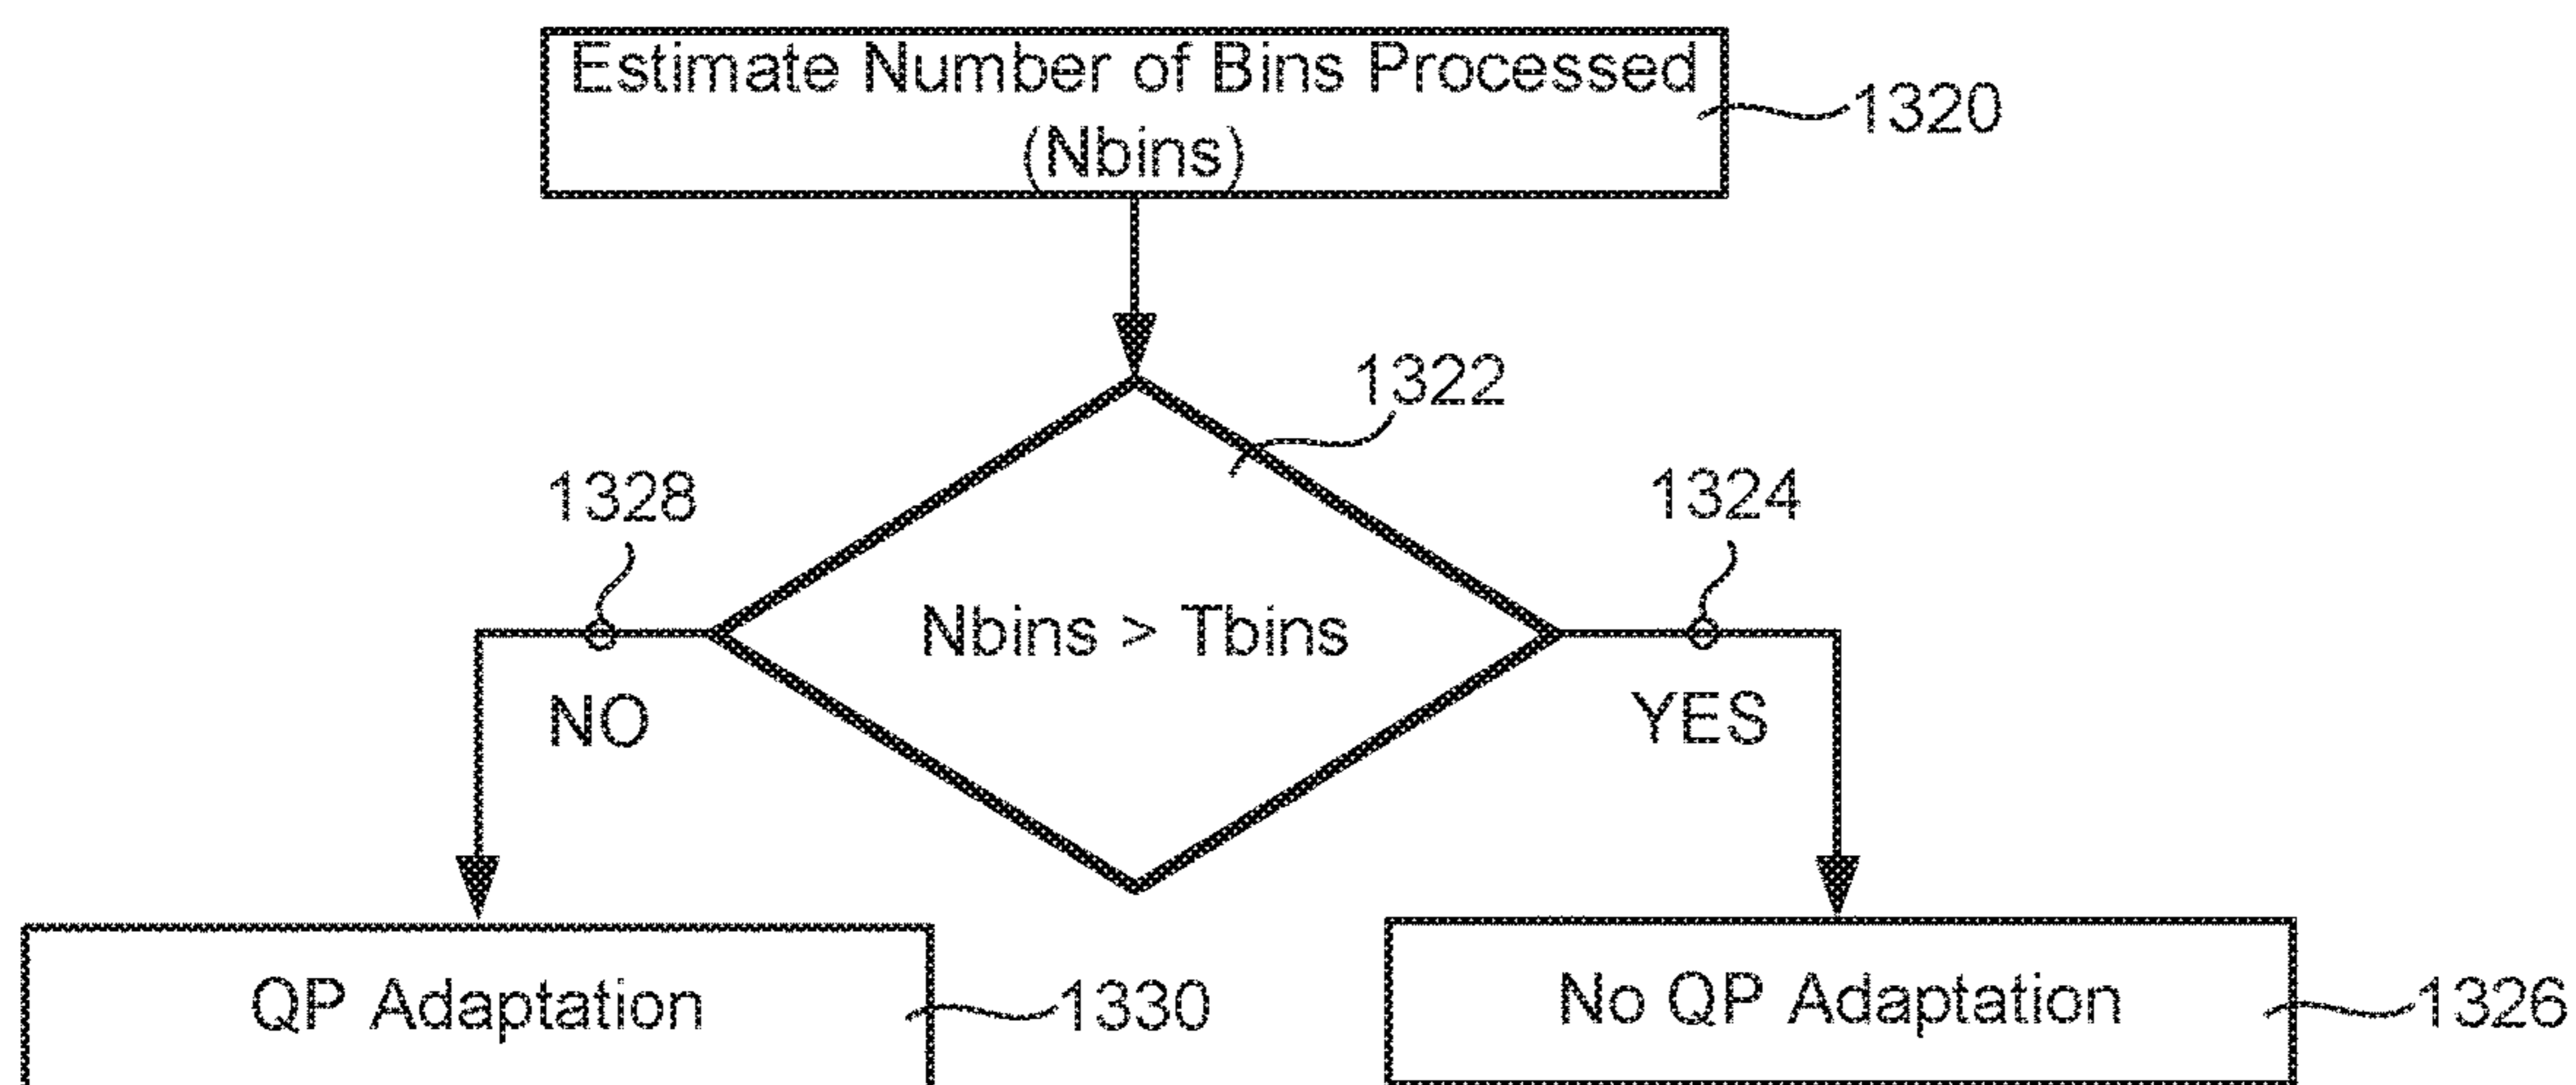 Estimate Number of Bins Processed
(Nbins)
1320
1322
1328
1324
Nbins > Tbins
NO
YES
QP Adaptation
1330
No QP Adaptation
1326